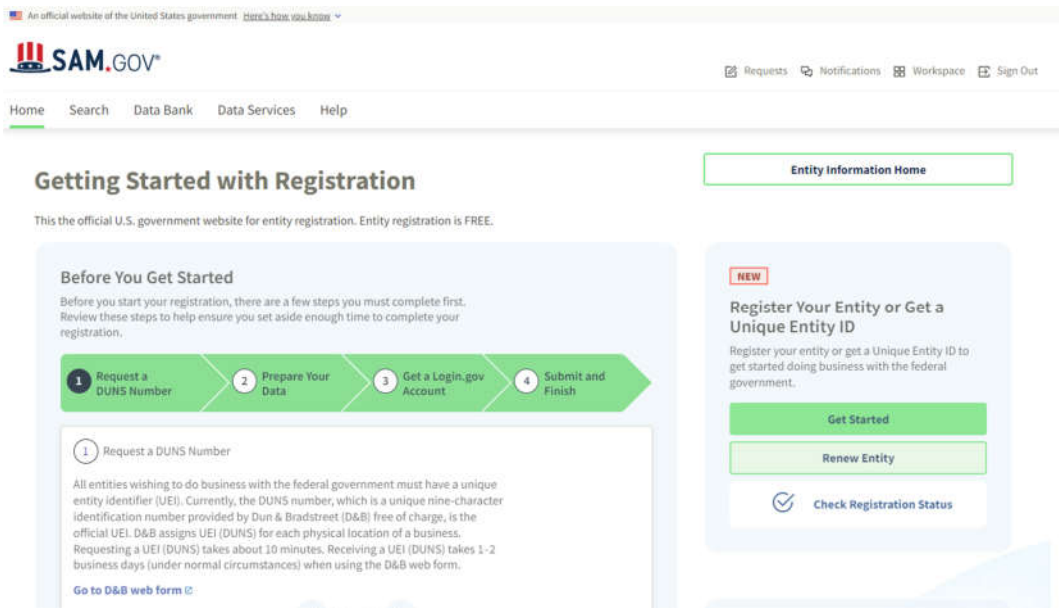 An official website of the United States government Here's how you know
SAM.GOV®
Requests Notifications Workspace Sign Out
Home Search Data Bank Data Services Help
Getting Started with Registration
This the official U.S. government website for entity registration. Entity registration is FREE.
Before You Get Started
Before you start your registration, there are a few steps you must complete first.
Review these steps to help ensure you set aside enough time to complete your
registration.
1 Request a
DUNS Number
2 Prepare Your
Data
3 Get a Login.gov
Account
4 Submit and
Finish
1 Request a DUNS Number
All entities wishing to do business with the federal government must have a unique
entity identifier (UEI). Currently, the DUNS number, which is a unique nine-character
identification number provided by Dun & Bradstreet (D&B) free of charge, is the
official UEI. D&B assigns UEI (DUNS) for each physical location of a business.
Requesting a UEI (DUNS) takes about 10 minutes. Receiving a UEI (DUNS) takes 1-2
business days (under normal circumstances) when using the D&B web form.
Go to D&B web form
Entity Information Home
NEW
Register Your Entity or Get a
Unique Entity ID
Register your entity or get a Unique Entity ID to
get started doing business with the federal
government.
Get Started
Renew Entity
Check Registration Status